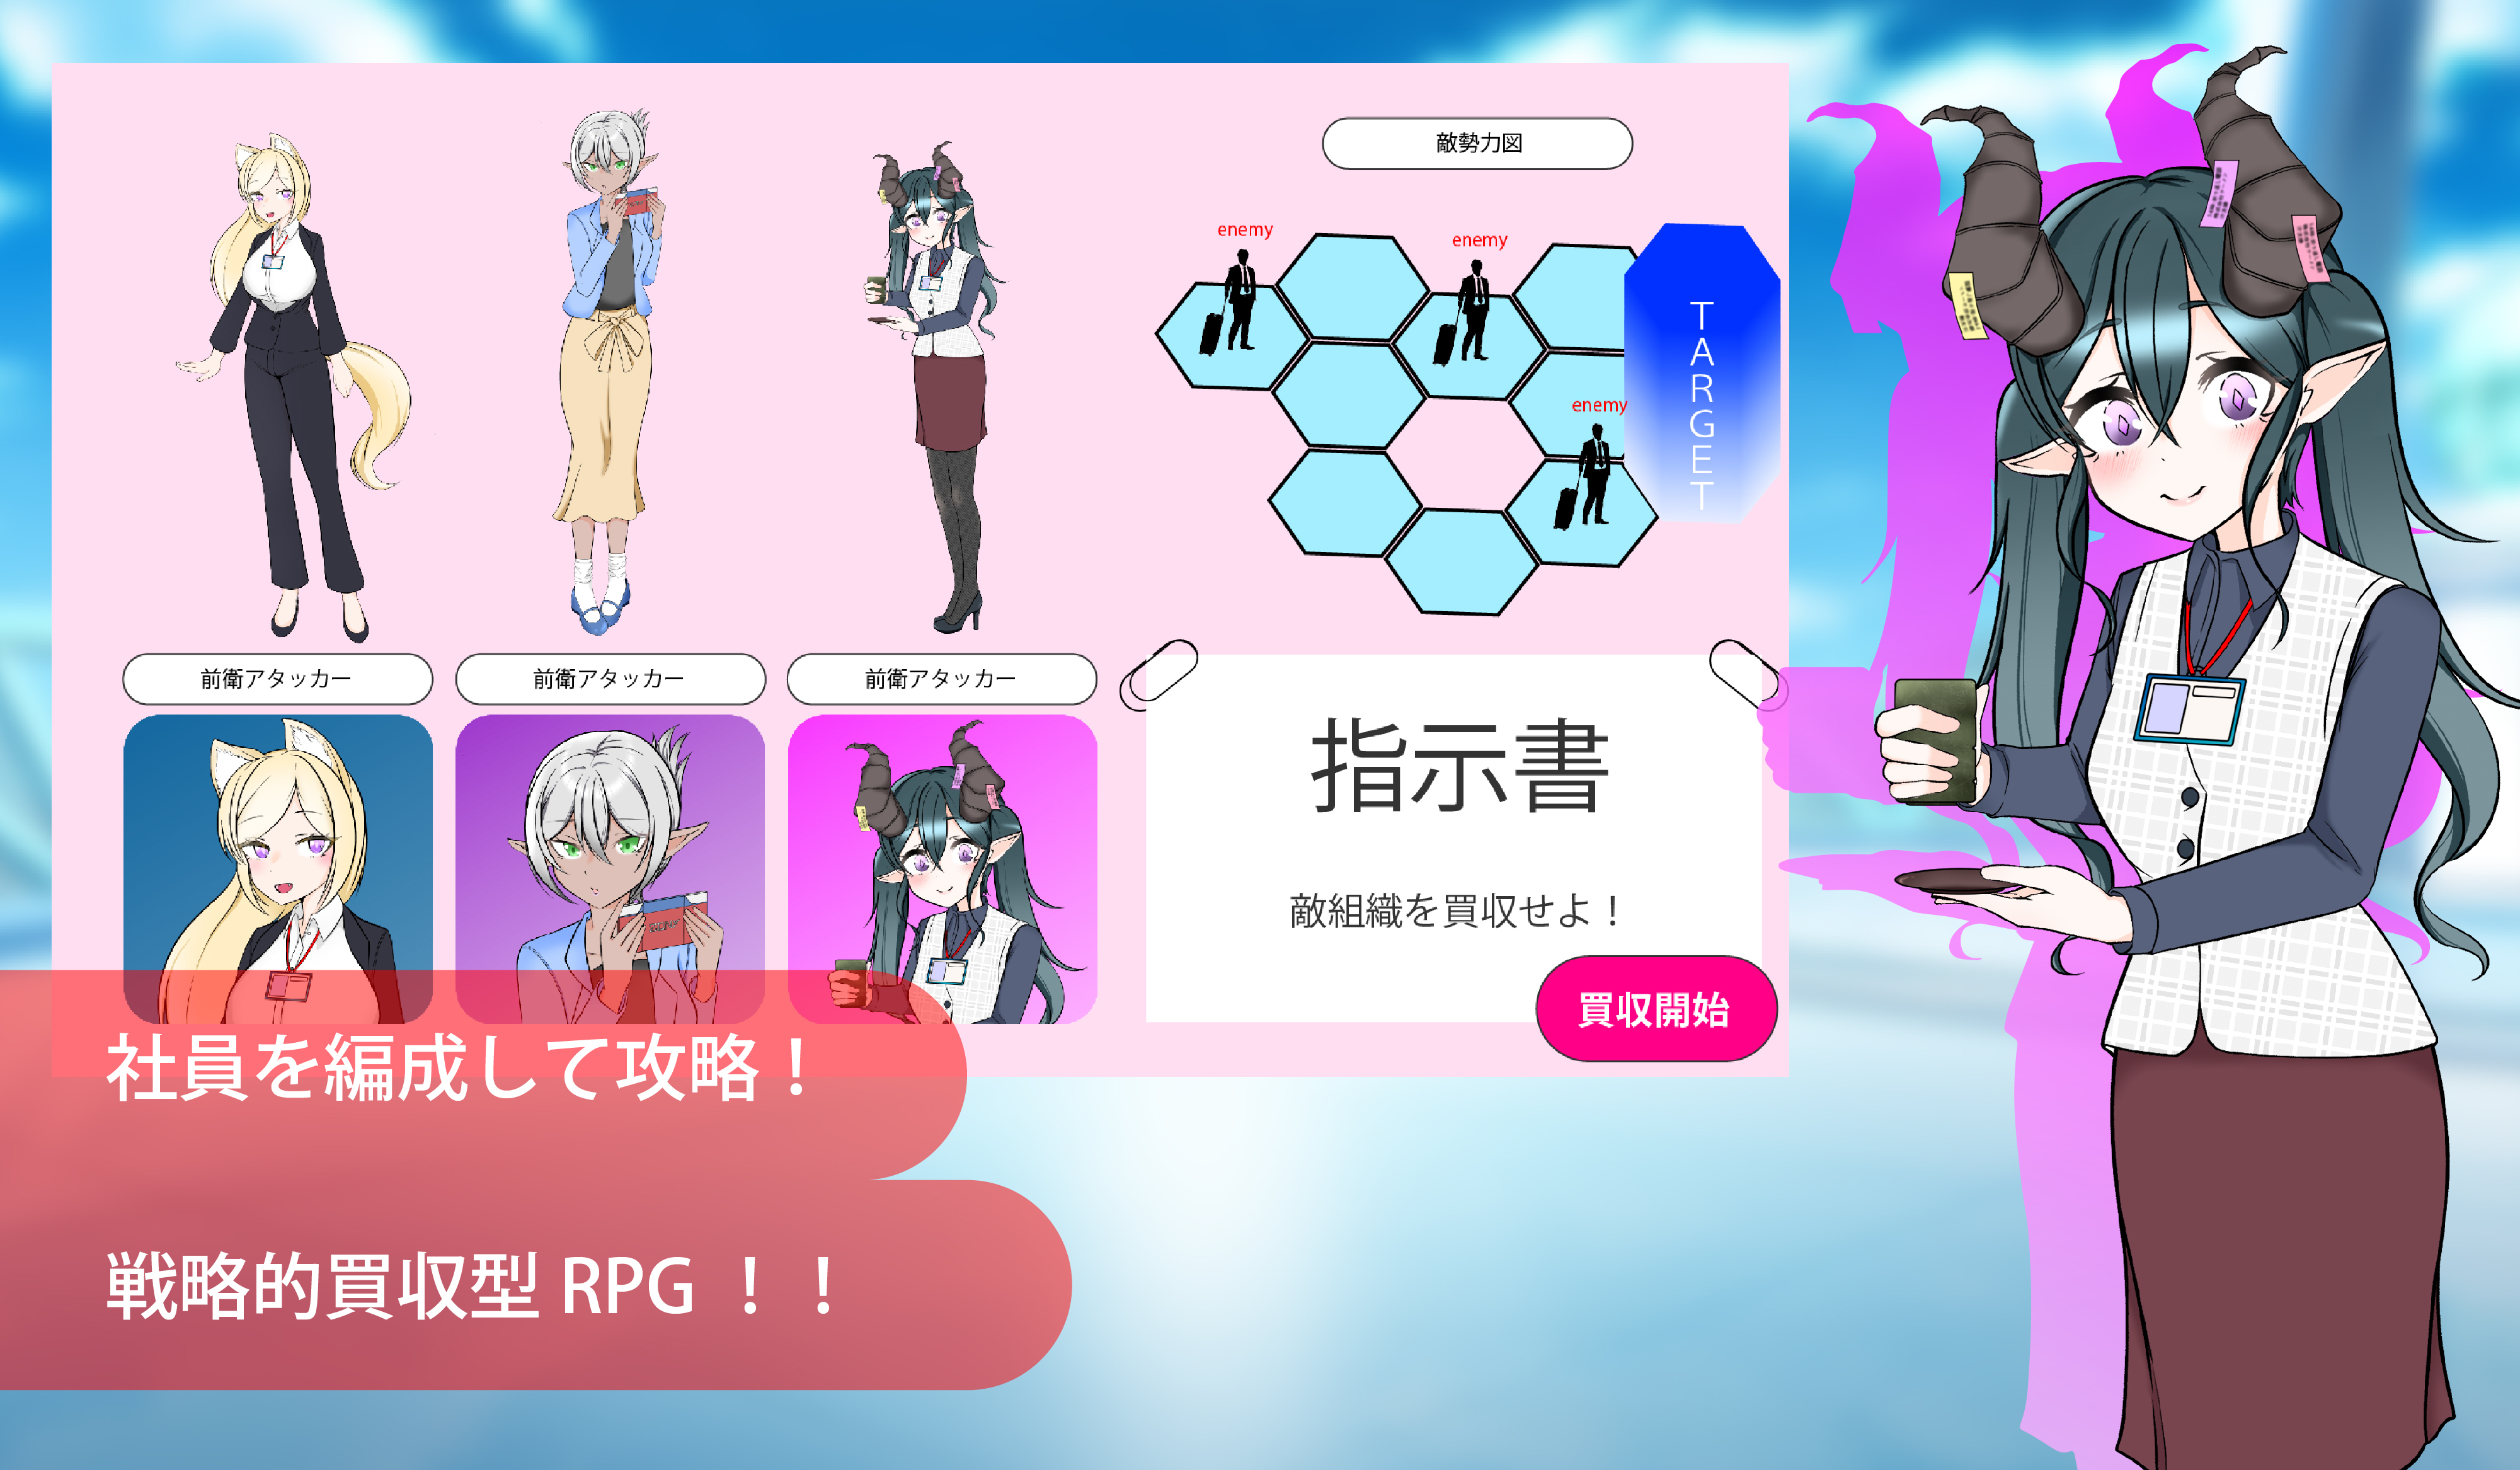 敵勢力図
enemy
enemy
enemy
TARGET
前衛アタッカー
前衛アタッカー
前衛アタッカー
指示書
敵組織を買収せよ！
買収開始
社員を編成して攻略！
戦略的買収型 RPG ！！